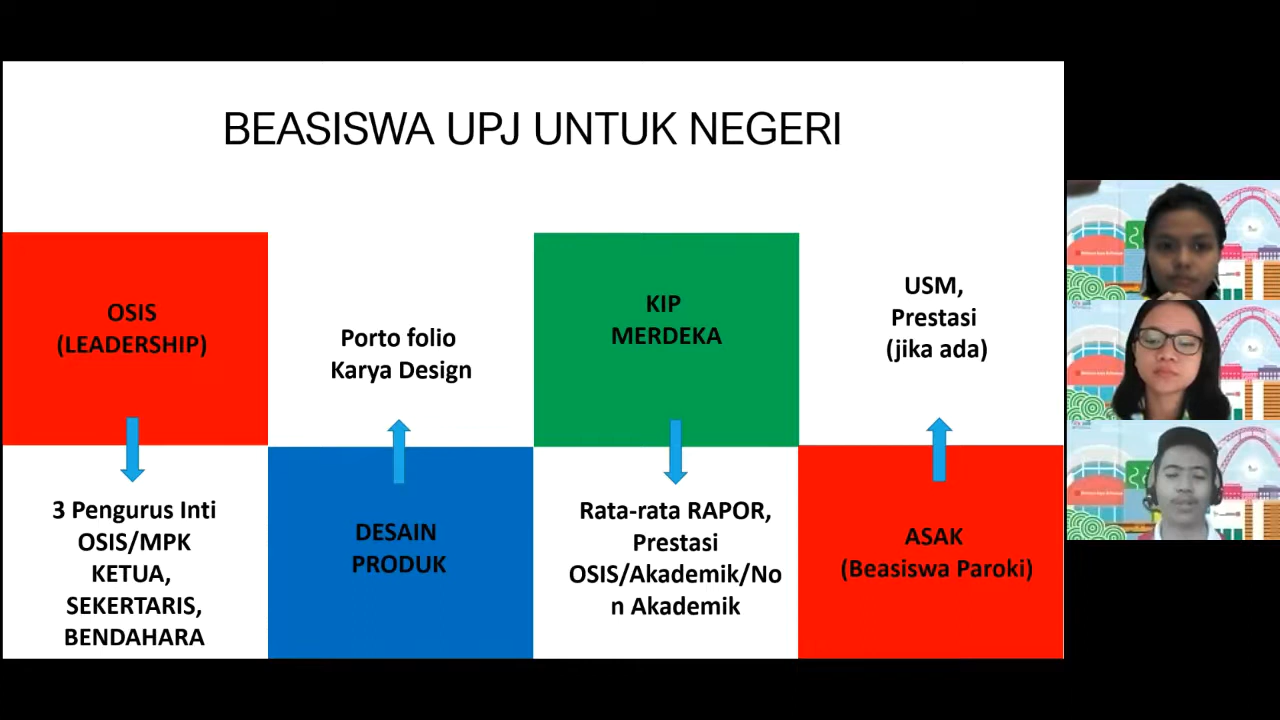 BEASISWA UPJ UNTUK NEGERI
OSIS
(LEADERSHIP)
3 Pengurus Inti
OSIS/MPK
KETUA,
SEKERTARIS,
BENDAHARA
Porto folio
Karya Design
DESAIN
PRODUK
KIP
MERDEKA
Rata-rata RAPOR,
Prestasi
OSIS/Akademik/No
n Akademik
USM,
Prestasi
(jika ada)
ASAK
(Beasiswa Paroki)